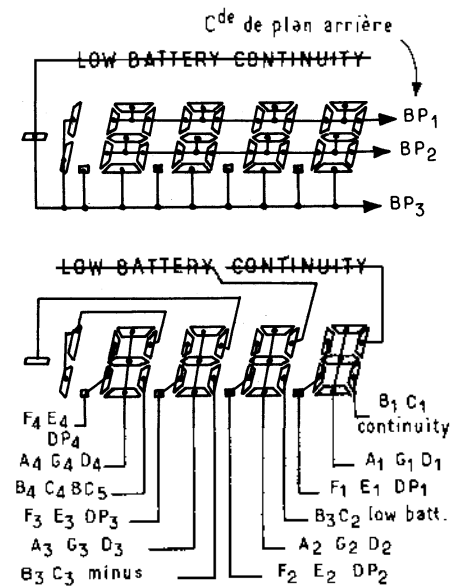 Cde de plan arrière
LOW BATTERY CONTINUITY
BP1
BP2
BP3
LOW BATTERY CONTINUITY
B1 C1
continuity
F4 E4
DP4
A4 G4 D4
A1 G1 D1
B4 C4 BC5
F1 E1 DP1
F3 E3 DP3
B3C2 low batt.
A3 G3 D3
A2 G2 D2
B3 C3 minus
F2 E2 DP2